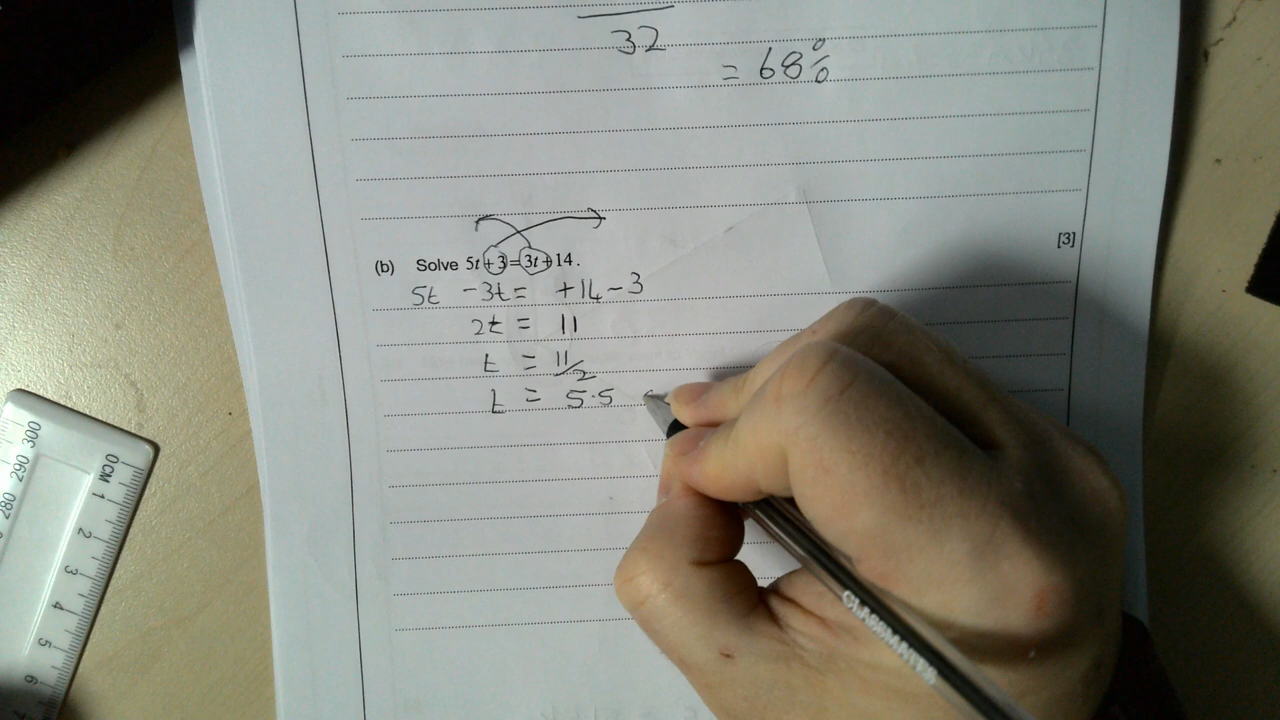 32
= 68%
[3]
(b) Solve 5t+3=3t+14.
5t -3t= +14-3
2t = 11
t = 11/2
t = 5.5
300
290
280
0CM 1
2
3
4
5
6
CLASSMATES